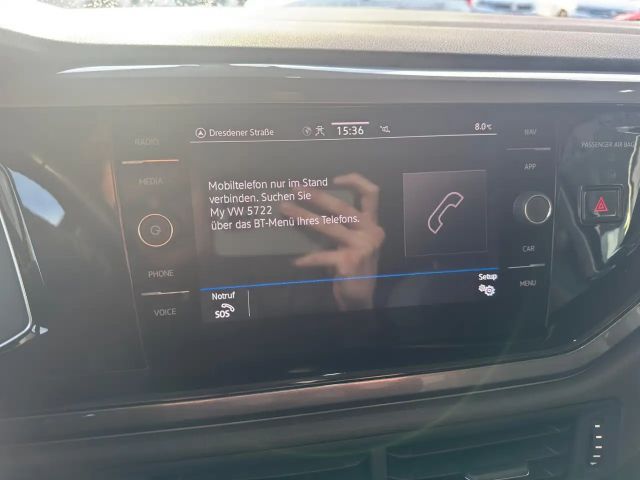 RADIO
MEDIA
PHONE
VOICE
Dresdener Straße
15:36
8.0°C
Mobiltelefon nur im Stand
verbinden. Suchen Sie
My VW 5722
über das BT-Menü Ihres Telefons.
Notruf
SOS
Setup
NAV
APP
CAR
MENU
PASSENGER AIR BAG